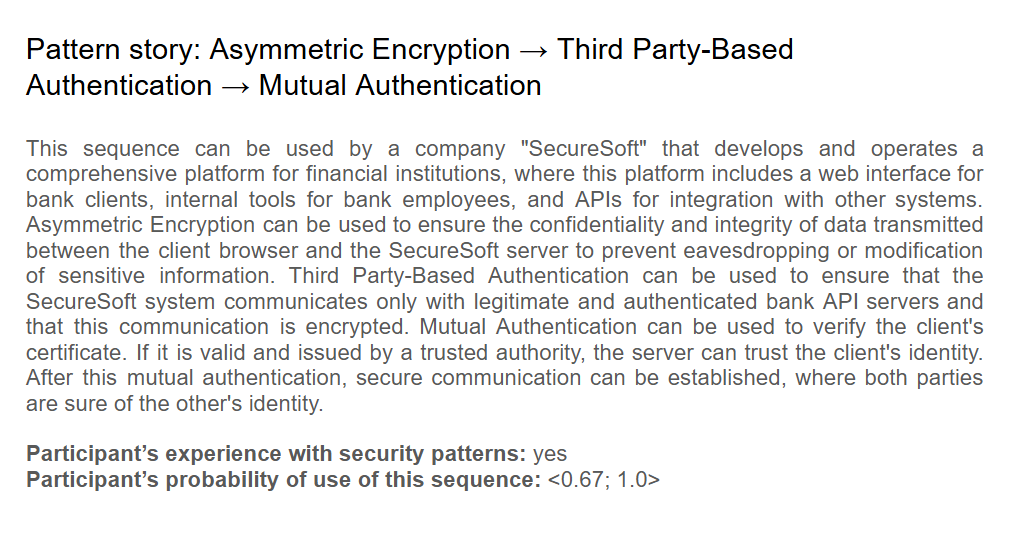 Pattern story: Asymmetric Encryption → Third Party-Based
Authentication → Mutual Authentication
This sequence can be used by a company "SecureSoft" that develops and operates a
comprehensive platform for financial institutions, where this platform includes a web interface for
bank clients, internal tools for bank employees, and APIs for integration with other systems.
Asymmetric Encryption can be used to ensure the confidentiality and integrity of data transmitted
between the client browser and the SecureSoft server to prevent eavesdropping or modification
of sensitive information. Third Party-Based Authentication can be used to ensure that the
SecureSoft system communicates only with legitimate and authenticated bank API servers and
that this communication is encrypted. Mutual Authentication can be used to verify the client's
certificate. If it is valid and issued by a trusted authority, the server can trust the client's identity.
After this mutual authentication, secure communication can be established, where both parties
are sure of the other's identity.
Participant’s experience with security patterns: yes
Participant’s probability of use of this sequence: <0.67; 1.0>